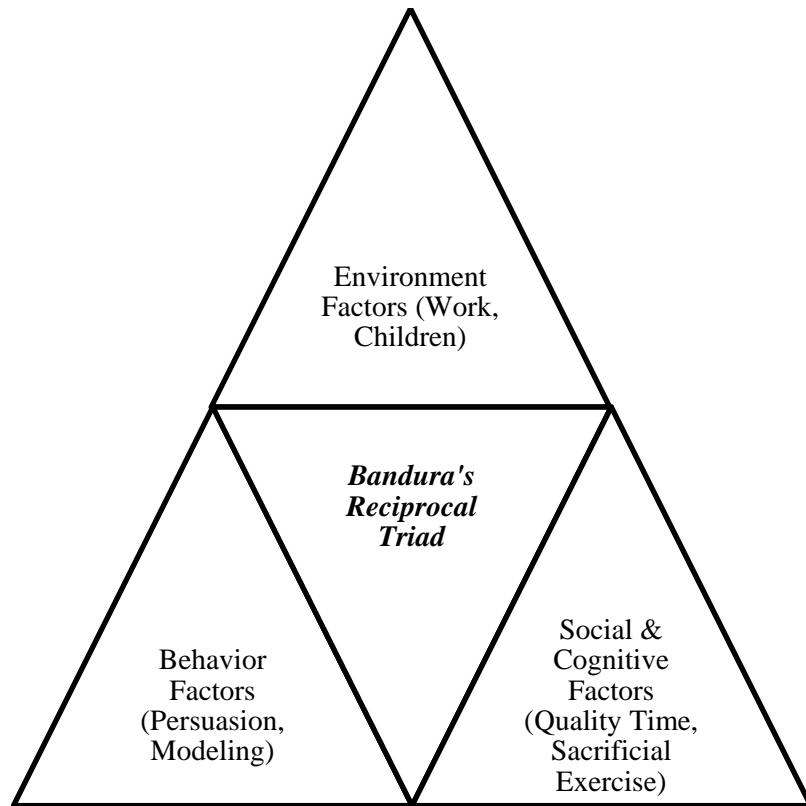 Environment
Factors (Work,
Children)
Bandura's
Reciprocal
Triad
Behavior
Factors
(Persuasion,
Modeling)
Social &
Cognitive
Factors
(Quality Time,
Sacrificial
Exercise)